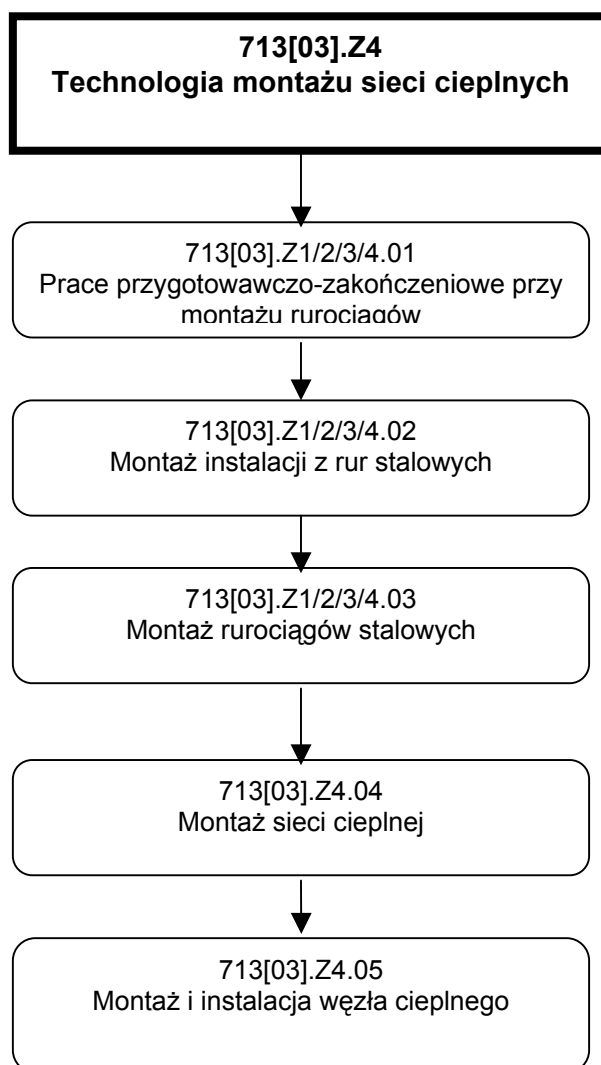 713[03].Z4
Technologia montażu sieci cieplnych
713[03].Z1/2/3/4.01
Prace przygotowawczo-zakończeniowe przy
montażu rurociągów
713[03].Z1/2/3/4.02
Montaż instalacji z rur stalowych
713[03].Z1/2/3/4.03
Montaż rurociągów stalowych
713[03].Z4.04
Montaż sieci cieplnej
713[03].Z4.05
Montaż i instalacja węzła cieplnego